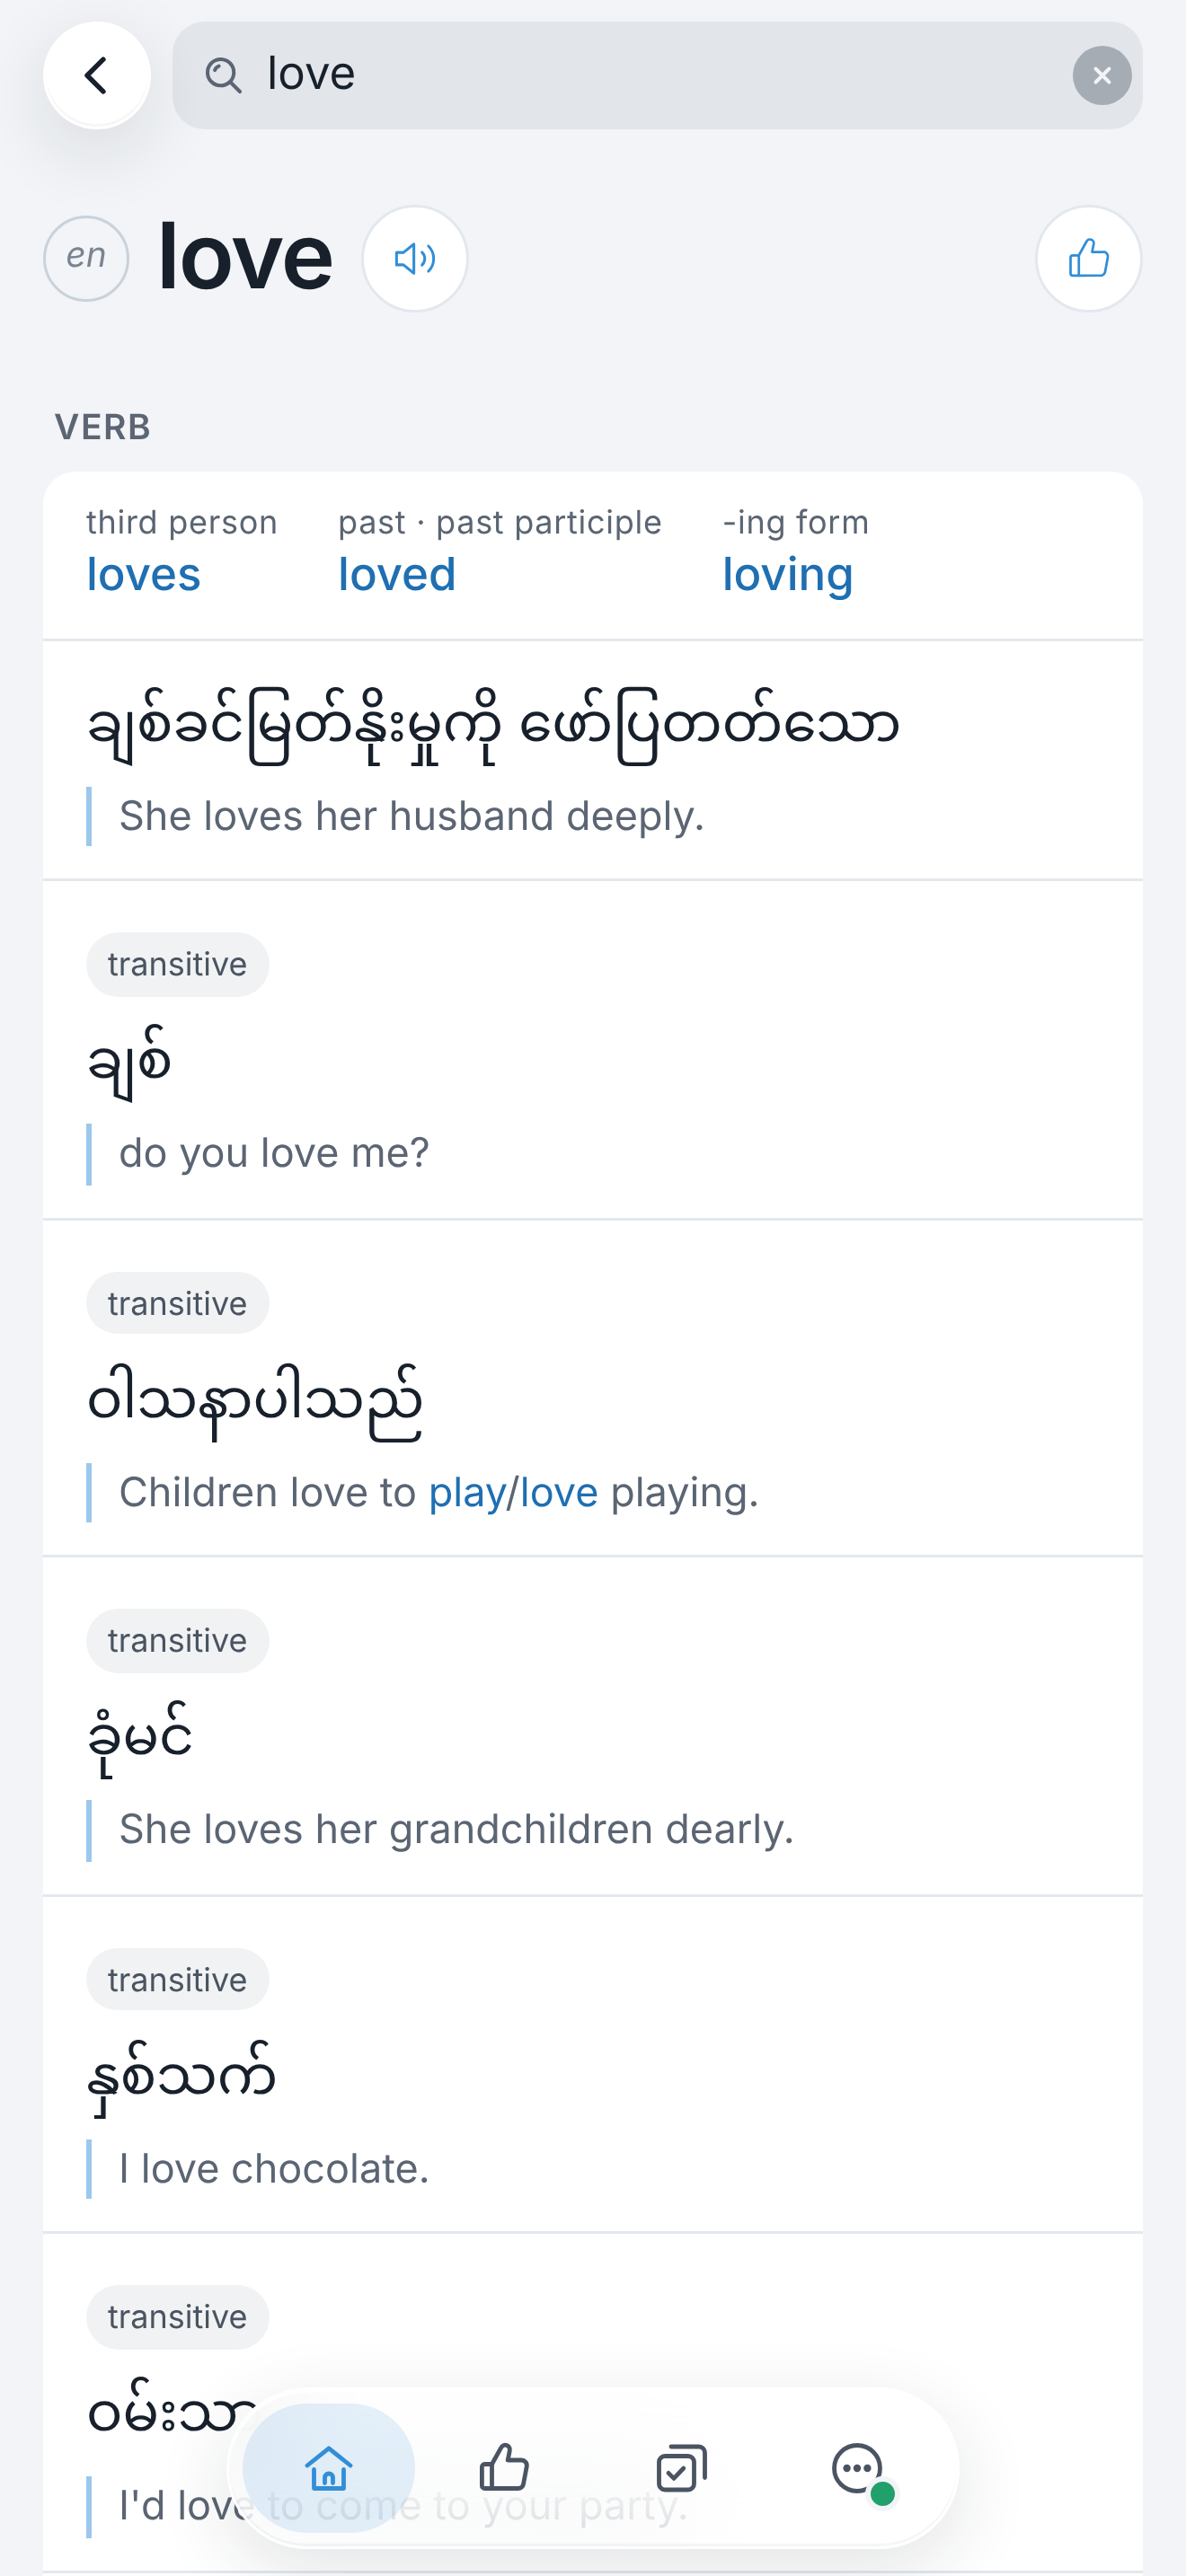 love
en love
VERB
third person past · past participle -ing form
loves loved loving
ချစ်ခင်မြတ်နိုးမှုကို ဖော်ပြတတ်သော
She loves her husband deeply.
transitive
ချစ်
do you love me?
transitive
ဝါသနာပါသည်
Children love to play/love playing.
transitive
ခုံမင်
She loves her grandchildren dearly.
transitive
နှစ်သက်
I love chocolate.
transitive
ဝမ်းသာ
I'd love to come to your party.